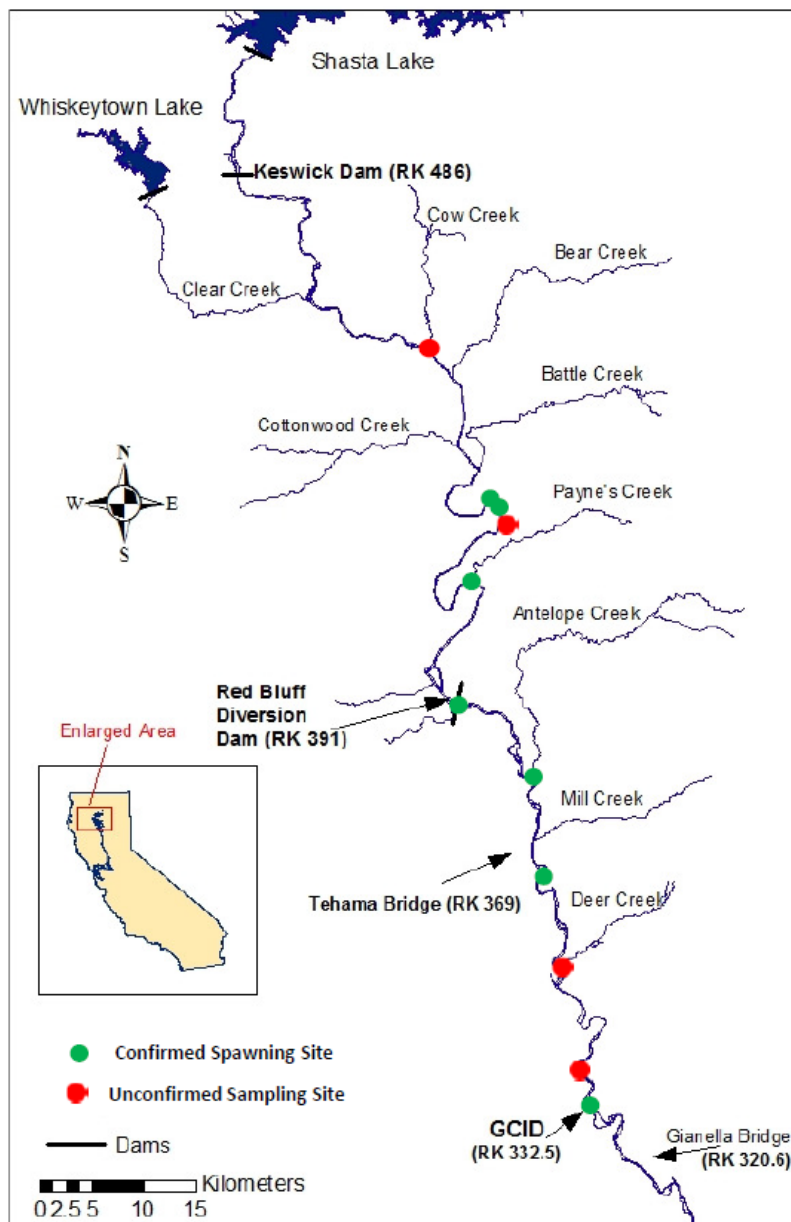 Shasta Lake
Whiskeytown Lake
Keswick Dam (RK 486)
Cow Creek
Bear Creek
Clear Creek
Battle Creek
Cottonwood Creek
N
W E
S
Payne's Creek
Antelope Creek
Red Bluff
Diversion
Dam (RK 391)
Enlarged Area
Mill Creek
Tehama Bridge (RK 369)
Deer Creek
Confirmed Spawning Site
Unconfirmed Sampling Site
GCID
(RK 332.5)
Gianella Bridge
(RK 320.6)
Dams
Kilometers
0 2.5 5 10 15